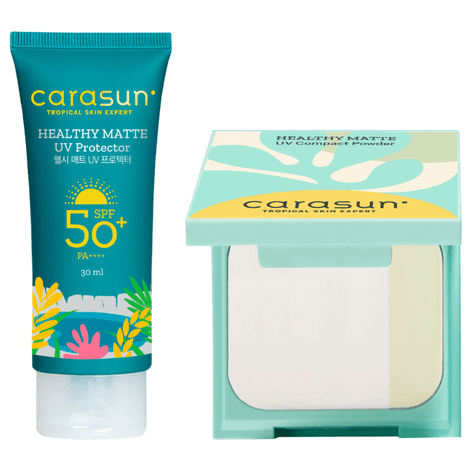 carasun.
TROPICAL SKIN EXPERT
HEALTHY MATTE
UV Protector
헬시 매트 UV 프로텍터
SPF
50+
PA++++
30 ml
HEALTHY MATTE
UV Compact Powder
carasun.
TROPICAL SKIN EXPERT